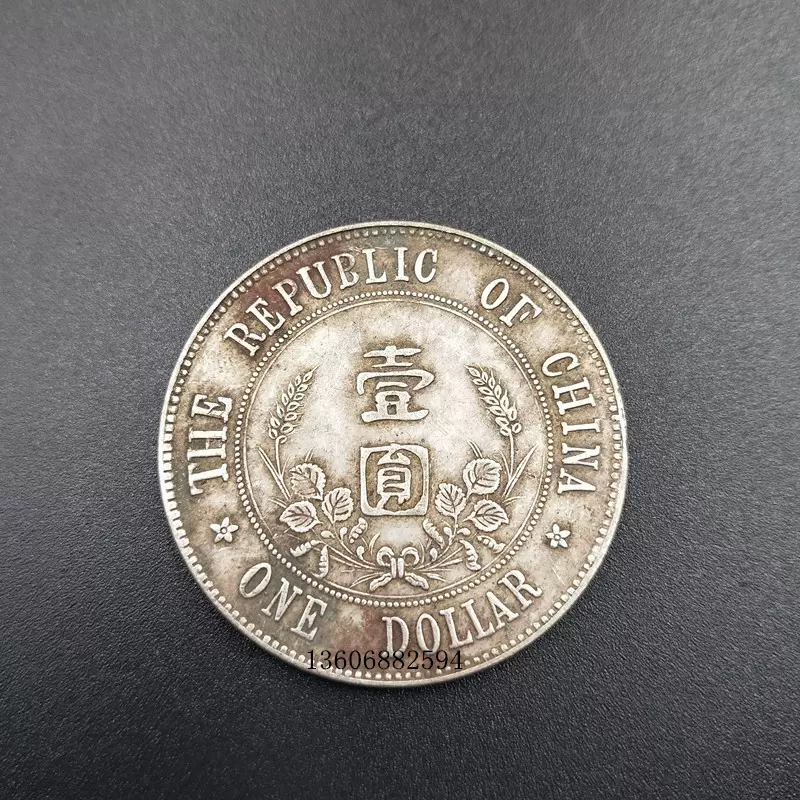 THE REPUBLIC OF CHINA
壹
圓
ONE DOLLAR
13606882594